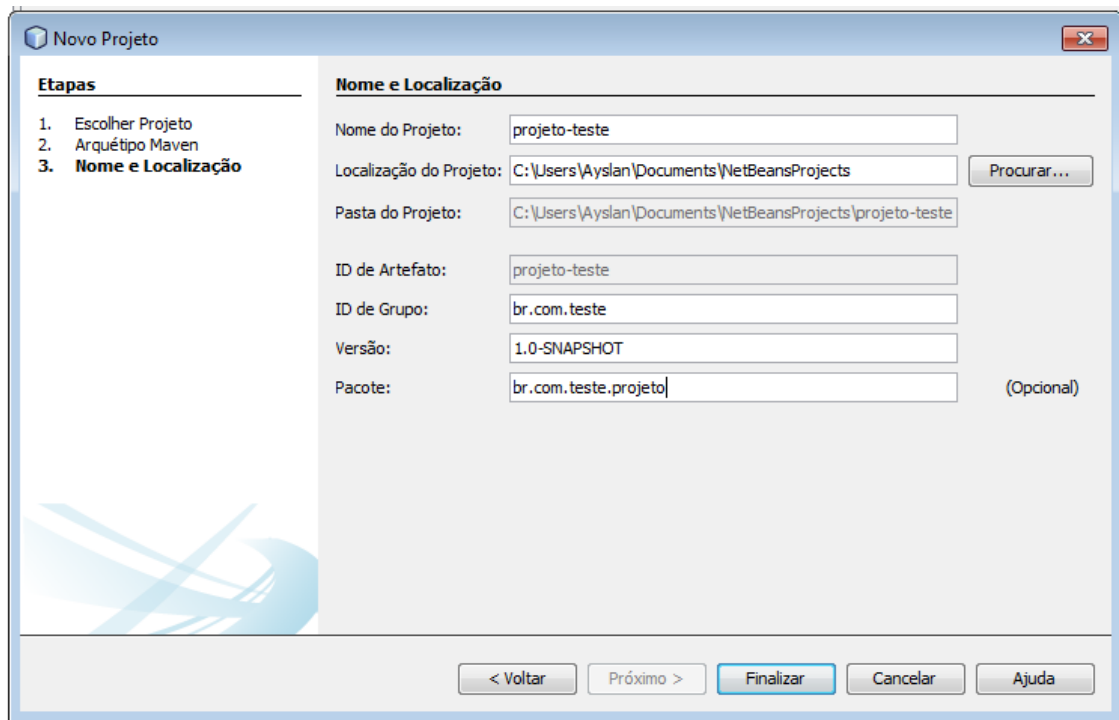 Novo Projeto
Etapas
1. Escolher Projeto
2. Arquétipo Maven
3. Nome e Localização
Nome e Localização
Nome do Projeto: projeto-teste
Localização do Projeto: C:\Users\Ayslan\Documents\NetBeansProjects Procurar...
Pasta do Projeto: C:\Users\Ayslan\Documents\NetBeansProjects\projeto-teste
ID de Artefato: projeto-teste
ID de Grupo: br.com.teste
Versão: 1.0-SNAPSHOT
Pacote: br.com.teste.projeto (Opcional)
< Voltar Próximo > Finalizar Cancelar Ajuda